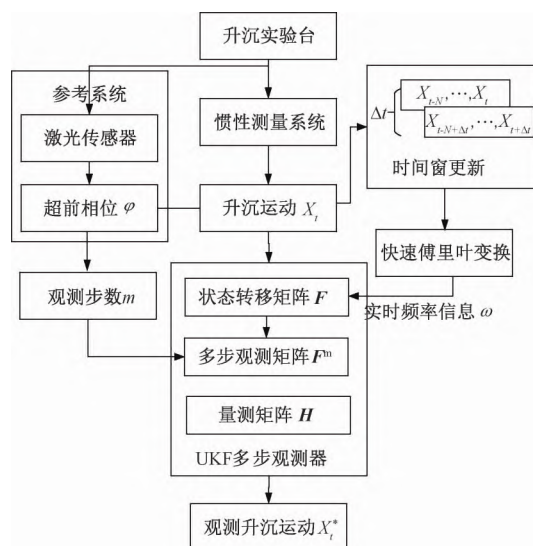 升沉实验台
参考系统
激光传感器
超前相位 φ
观测步数m
惯性测量系统
升沉运动 X_t
Δt
X_{t-N},⋯,X_t
X_{t-N+Δt},⋯,X_{t+Δt}
时间窗更新
快速傅里叶变换
实时频率信息 ω
状态转移矩阵 F
多步观测矩阵F^m
量测矩阵 H
UKF多步观测器
观测升沉运动X_t^*